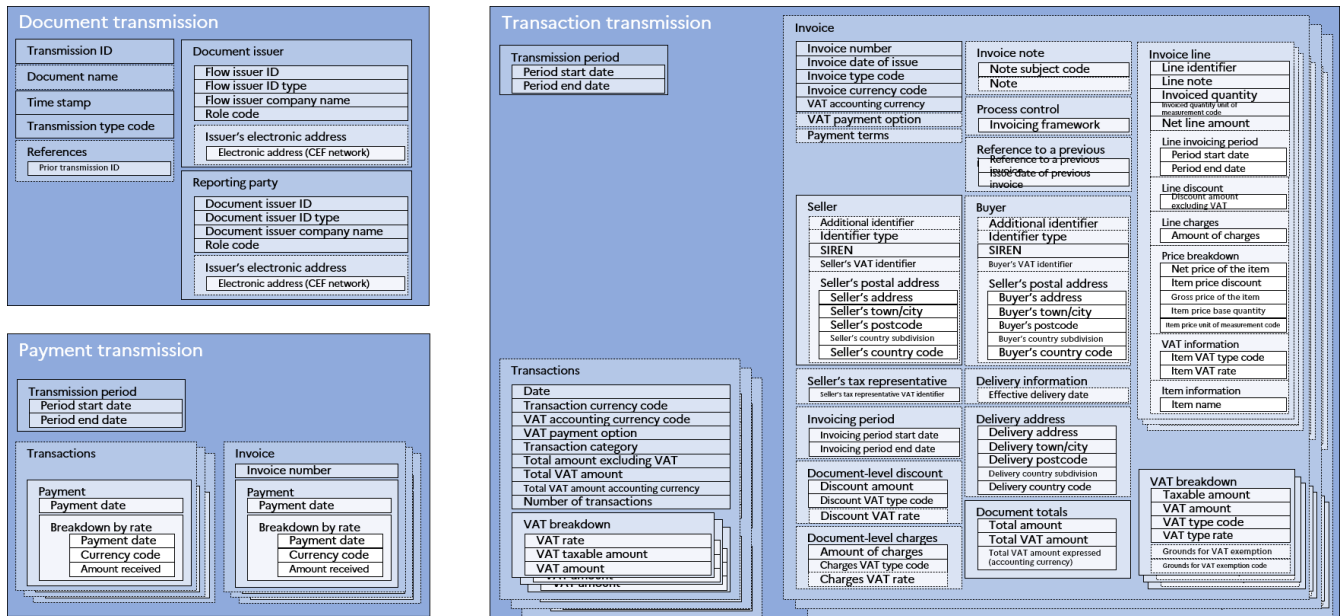 Document transmission
Transmission ID
Document name
Time stamp
Transmission type code
References
Prior transmission ID
Document issuer
Flow issuer ID
Flow issuer ID type
Flow issuer company name
Role code
Issuer's electronic address
Electronic address (CEF network)
Reporting party
Document issuer ID
Document issuer ID type
Document issuer company name
Role code
Issuer's electronic address
Electronic address (CEF network)
Payment transmission
Transmission period
Period start date
Period end date
Transactions
Payment
Payment date
Breakdown by rate
Payment date
Currency code
Amount received
Invoice
Invoice number
Payment
Payment date
Breakdown by rate
Payment date
Currency code
Amount received
Transaction transmission
Transmission period
Period start date
Period end date
Transactions
Date
Transaction currency code
VAT accounting currency code
VAT payment option
Transaction category
Total amount excluding VAT
Total VAT amount
Total VAT amount accounting currency
Number of transactions
VAT breakdown
VAT rate
VAT taxable amount
VAT amount
VAT amount
Invoice
Invoice number
Invoice date of issue
Invoice type code
Invoice currency code
VAT accounting currency
VAT payment option
Payment terms
Seller
Additional identifier
Identifier type
SIREN
Seller's VAT identifier
Seller's postal address
Seller's address
Seller's town/city
Seller's postcode
Seller's country subdivision
Seller's country code
Seller's tax representative
Seller's tax representative VAT identifier
Invoicing period
Invoicing period start date
Invoicing period end date
Document-level discount
Discount amount
Discount VAT type code
Discount VAT rate
Document-level charges
Amount of charges
Charges VAT type code
Charges VAT rate
Invoice note
Note subject code
Note
Process control
Invoicing framework
Reference to a previous
Reference to a previous
invoice
Issue date of previous
invoice
Buyer
Additional identifier
Identifier type
SIREN
Buyer's VAT identifier
Seller's postal address
Buyer's address
Buyer's town/city
Buyer's postcode
Buyer's country subdivision
Buyer's country code
Delivery information
Effective delivery date
Delivery address
Delivery address
Delivery town/city
Delivery postcode
Delivery country subdivision
Delivery country code
Document totals
Total amount
Total VAT amount
Total VAT amount expressed
(accounting currency)
Invoice line
Line identifier
Line note
Invoiced quantity
Invoiced quantity unit of
measurement code
Net line amount
Line invoicing period
Period start date
Period end date
Line discount
Discount amount
excluding VAT
Line charges
Amount of charges
Price breakdown
Net price of the item
Item price discount
Gross price of the item
Item price base quantity
Item price unit of measurement code
VAT information
Item VAT type code
Item VAT rate
Item information
Item name
VAT breakdown
Taxable amount
VAT amount
VAT type code
VAT type rate
Grounds for VAT exemption
Grounds for VAT exemption code